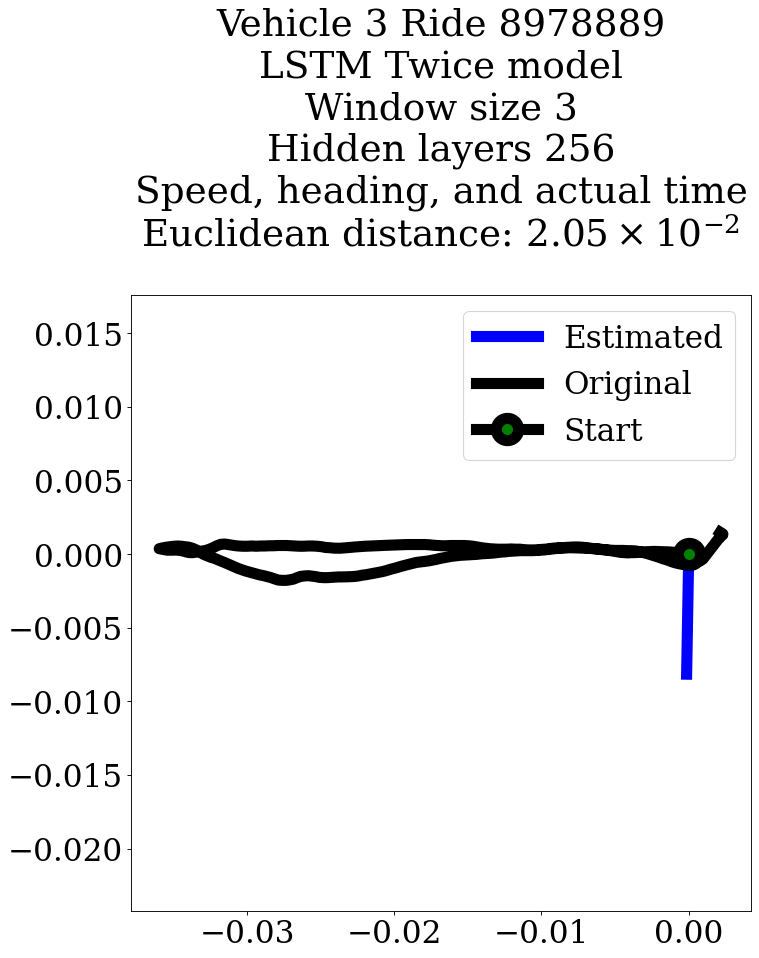 Vehicle 3 Ride 8978889
LSTM Twice model
Window size 3
Hidden layers 256
Speed, heading, and actual time
Euclidean distance: 2.05 × 10⁻²
Estimated
Original
Start
0.015
0.010
0.005
0.000
−0.005
−0.010
−0.015
−0.020
−0.03 −0.02 −0.01 0.00